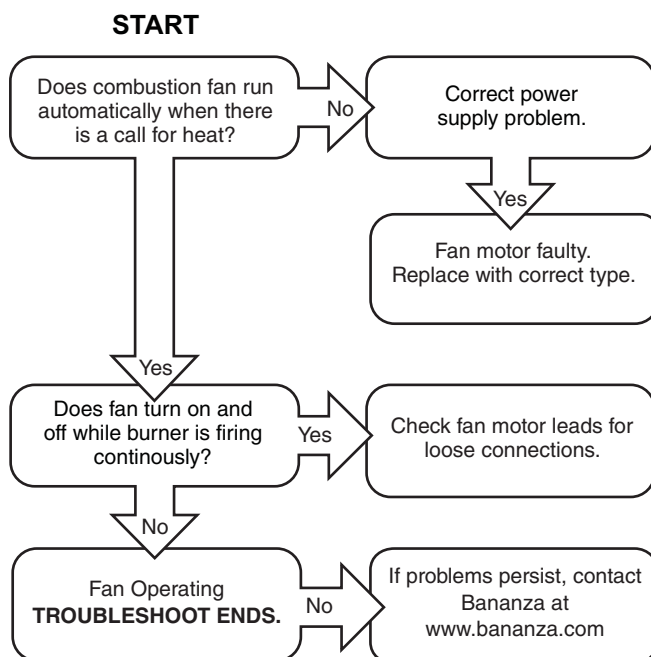 START
Does combustion fan run
automatically when there
is a call for heat?
No
Correct power
supply problem.
Yes
Fan motor faulty.
Replace with correct type.
Yes
Does fan turn on and
off while burner is firing
continously?
Yes
Check fan motor leads for
loose connections.
No
Fan Operating
TROUBLESHOOT ENDS.
No
If problems persist, contact
Bananza at
www.bananza.com